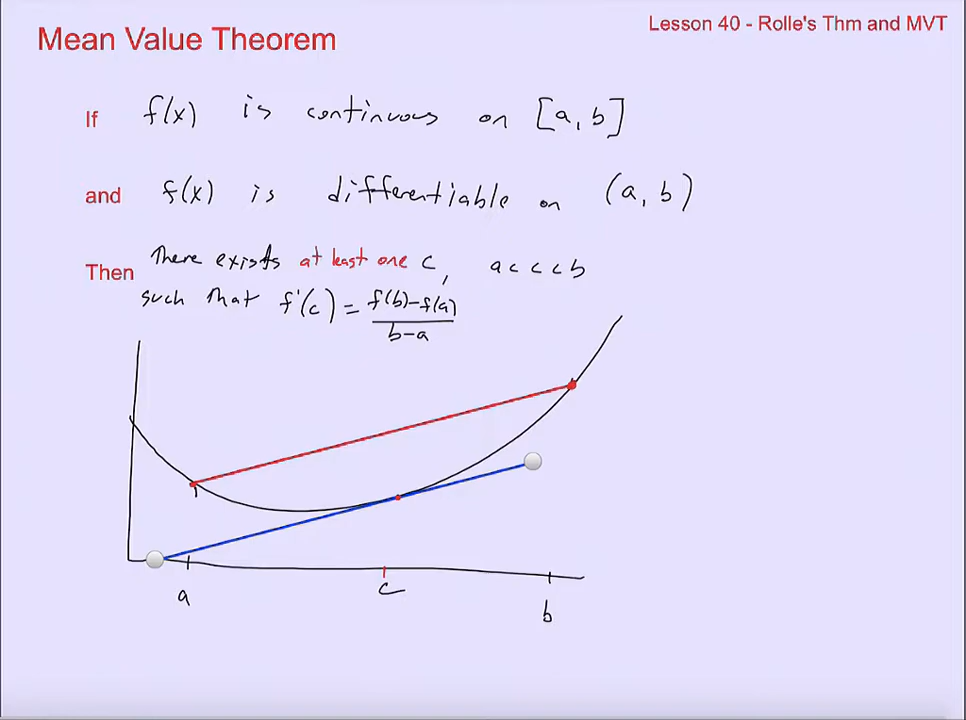 Lesson 40 - Rolle's Thm and MVT
Mean Value Theorem
If f(x) is continuous on [a, b]
and f(x) is differentiable on (a, b)
Then There exists at least one c, a < c < b
such that f'(c) = f(b)-f(a)
b-a
a c b